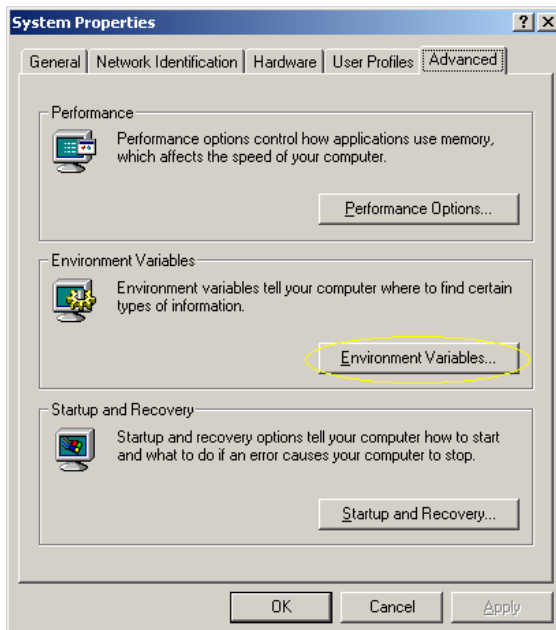 System Properties
General
Network Identification
Hardware
User Profiles
Advanced
Performance
Performance options control how applications use memory,
which affects the speed of your computer.
Performance Options...
Environment Variables
Environment variables tell your computer where to find certain
types of information.
Environment Variables...
Startup and Recovery
Startup and recovery options tell your computer how to start
and what to do if an error causes your computer to stop.
Startup and Recovery...
OK
Cancel
Apply